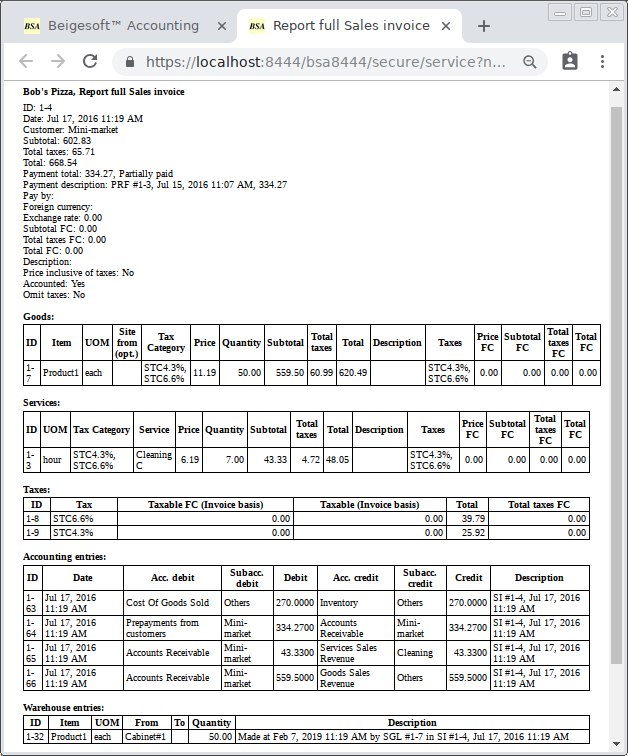 BSA Beigesoft™ Accounting
BSA Report full Sales invoice
https://localhost:8444/bsa8444/secure/service?n...
Bob's Pizza, Report full Sales invoice
ID: 1-4
Date: Jul 17, 2016 11:19 AM
Customer: Mini-market
Subtotal: 602.83
Total taxes: 65.71
Total: 668.54
Payment total: 334.27, Partially paid
Payment description: PRF #1-3, Jul 15, 2016 11:07 AM, 334.27
Pay by:
Foreign currency:
Exchange rate: 0.00
Subtotal FC: 0.00
Total taxes FC: 0.00
Total FC: 0.00
Description:
Price inclusive of taxes: No
Accounted: Yes
Omit taxes: No
Goods:
ID Item UOM Site from (opt.) Tax Category Price Quantity Subtotal Total taxes Total Description Taxes Price FC Subtotal FC Total taxes FC Total FC
1-7 Product1 each STC4.3%, STC6.6% 11.19 50.00 559.50 60.99 620.49 STC4.3%, STC6.6% 0.00 0.00 0.00 0.00
Services:
ID UOM Tax Category Service Price Quantity Subtotal Total taxes Total Description Taxes Price FC Subtotal FC Total taxes FC Total FC
1-3 hour STC4.3%, STC6.6% Cleaning C 6.19 7.00 43.33 4.72 48.05 STC4.3%, STC6.6% 0.00 0.00 0.00 0.00
Taxes:
ID Tax Taxable FC (Invoice basis) Taxable (Invoice basis) Total Total taxes FC
1-8 STC6.6% 0.00 0.00 39.79 0.00
1-9 STC4.3% 0.00 0.00 25.92 0.00
Accounting entries:
ID Date Acc. debit Subacc. debit Debit Acc. credit Subacc. credit Credit Description
1-63 Jul 17, 2016 11:19 AM Cost Of Goods Sold Others 270.0000 Inventory Others 270.0000 SI #1-4, Jul 17, 2016 11:19 AM
1-64 Jul 17, 2016 11:19 AM Prepayments from customers Mini-market 334.2700 Accounts Receivable Mini-market 334.2700 SI #1-4, Jul 17, 2016 11:19 AM
1-65 Jul 17, 2016 11:19 AM Accounts Receivable Mini-market 43.3300 Services Sales Revenue Cleaning 43.3300 SI #1-4, Jul 17, 2016 11:19 AM
1-66 Jul 17, 2016 11:19 AM Accounts Receivable Mini-market 559.5000 Goods Sales Revenue Others 559.5000 SI #1-4, Jul 17, 2016 11:19 AM
Warehouse entries:
ID Item UOM From To Quantity Description
1-32 Product1 each Cabinet#1 50.00 Made at Feb 7, 2019 11:19 AM by SGL #1-7 in SI #1-4, Jul 17, 2016 11:19 AM